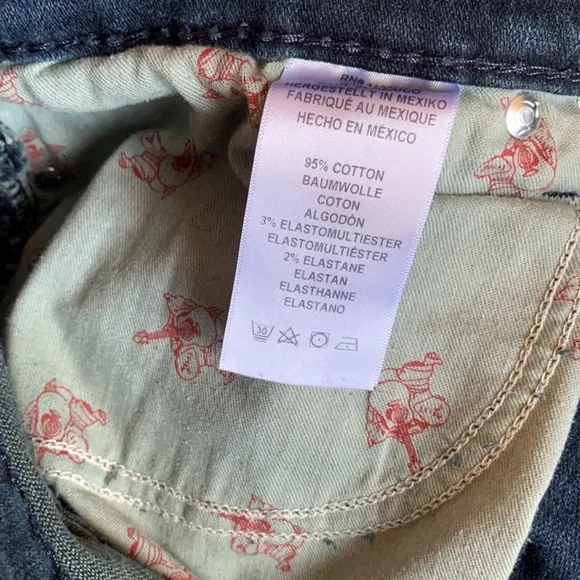 HERGESTELLT IN MEXIKO
FABRIQUÉ AU MEXIQUE
HECHO EN MÉXICO
95% COTTON
BAUMWOLLE
COTON
ALGODÓN
3% ELASTOMULTIESTER
ELASTOMULTIÉSTER
2% ELASTANE
ELASTAN
ELASTHANNE
ELASTANO
30